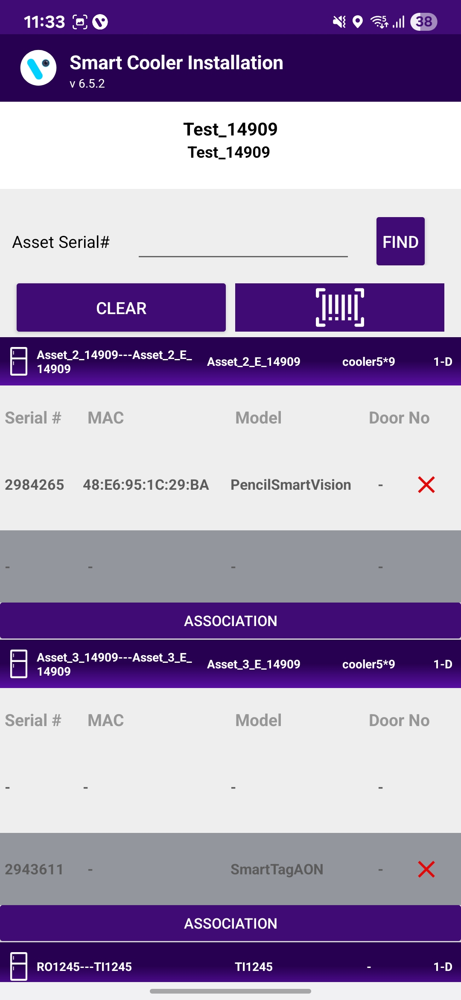 11:33 5 38
Smart Cooler Installation
v 6.5.2
Test_14909
Test_14909
Asset Serial# FIND
CLEAR
Asset_2_14909---Asset_2_E_
14909 Asset_2_E_14909 cooler5*9 1-D
Serial # MAC Model Door No
2984265 48:E6:95:1C:29:BA PencilSmartVision -
- - - -
ASSOCIATION
Asset_3_14909---Asset_3_E_
14909 Asset_3_E_14909 cooler5*9 1-D
Serial # MAC Model Door No
- - - -
2943611 - SmartTagAON -
ASSOCIATION
RO1245---TI1245 TI1245 - 1-D